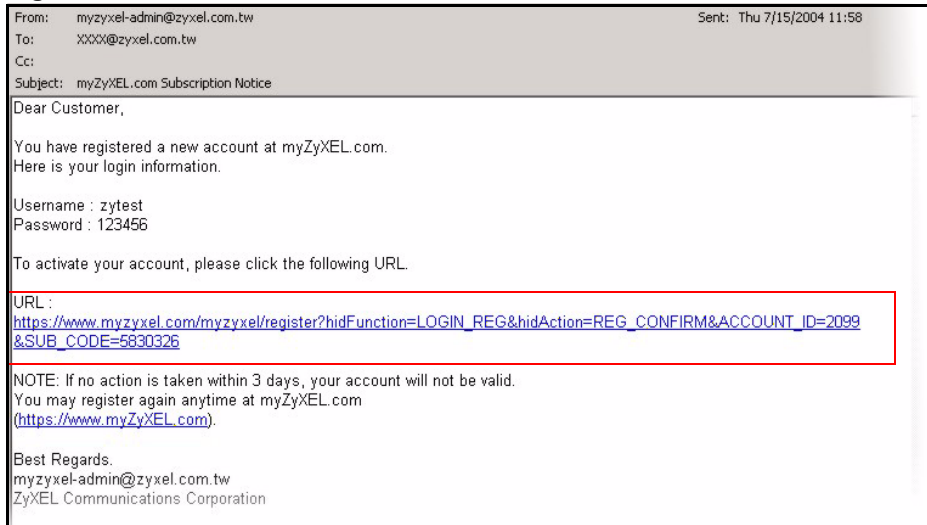 From: myzyxel-admin@zyxel.com.tw Sent: Thu 7/15/2004 11:58
To: XXXX@zyxel.com.tw
Cc:
Subject: myZyXEL.com Subscription Notice
Dear Customer,
You have registered a new account at myZyXEL.com.
Here is your login information.
Username : zytest
Password : 123456
To activate your account, please click the following URL.
URL :
https://www.myzyxel.com/myzyxel/register?hidFunction=LOGIN_REG&hidAction=REG_CONFIRM&ACCOUNT_ID=2099
&SUB_CODE=5830326
NOTE: If no action is taken within 3 days, your account will not be valid.
You may register again anytime at myZyXEL.com
(https://www.myZyXEL.com).
Best Regards.
myzyxel-admin@zyxel.com.tw
ZyXEL Communications Corporation